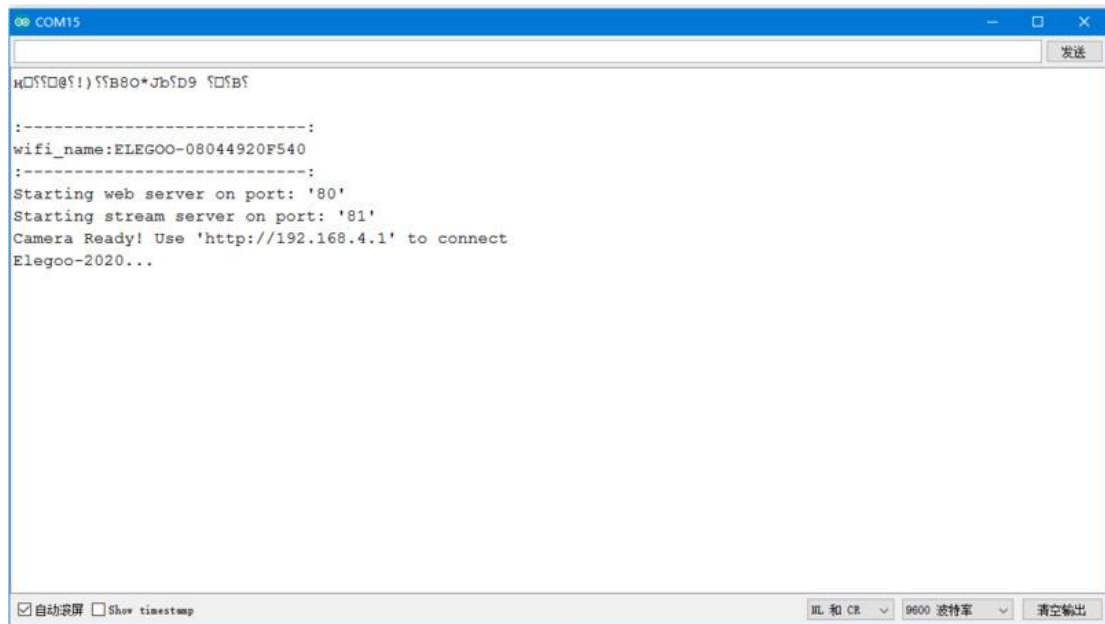 COM15
发送
:----------------------------:
wifi_name:ELEGOO-08044920F540
:----------------------------:
Starting web server on port: '80'
Starting stream server on port: '81'
Camera Ready! Use 'http://192.168.4.1' to connect
Elegoo-2020...
自动滚屏 Show timestamp NL 和 CR 9600 波特率 清空输出